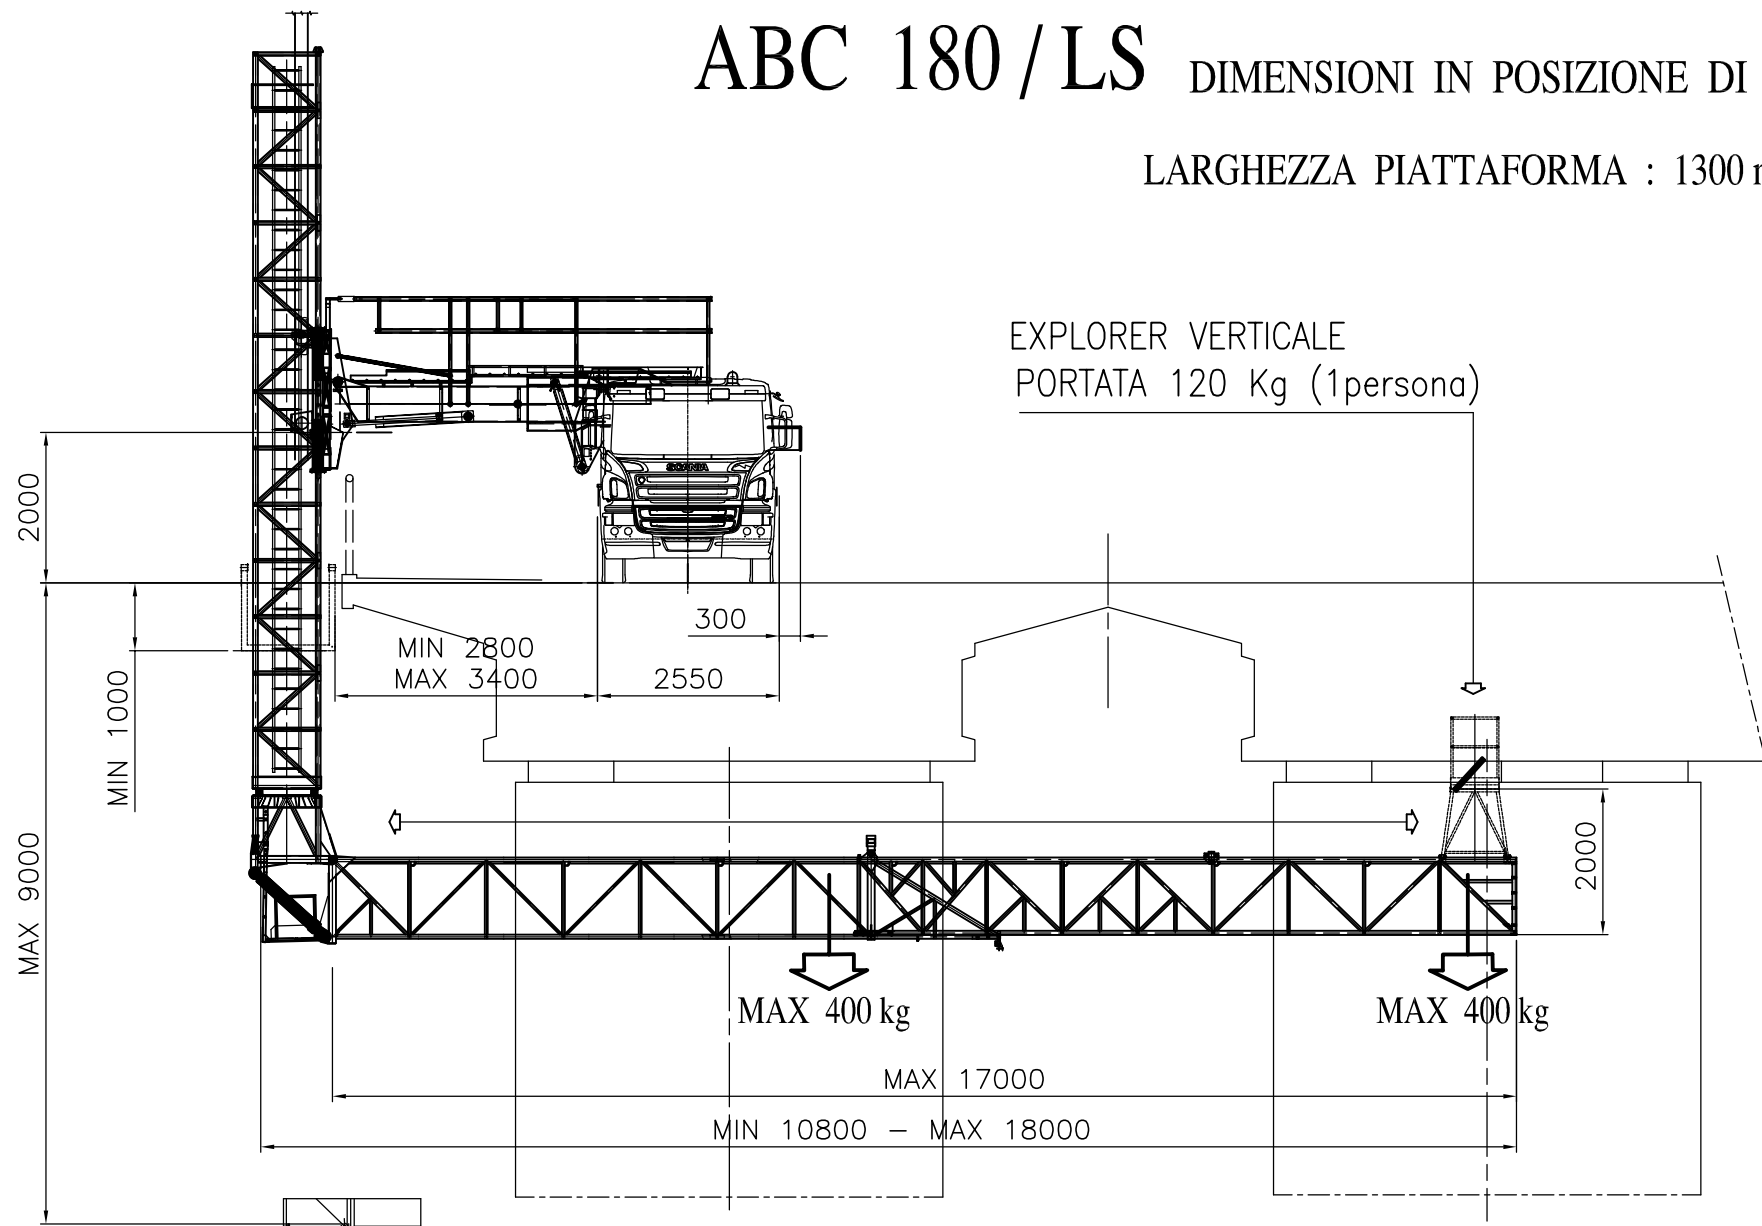 ABC 180 / LS DIMENSIONI IN POSIZIONE DI
LARGHEZZA PIATTAFORMA : 1300
EXPLORER VERTICALE
PORTATA 120 Kg (1persona)
SCANIA
2000
300
MIN 2800
MAX 3400
2550
MIN 1000
MAX 9000
2000
MAX 400 kg
MAX 400 kg
MAX 17000
MIN 10800 – MAX 18000